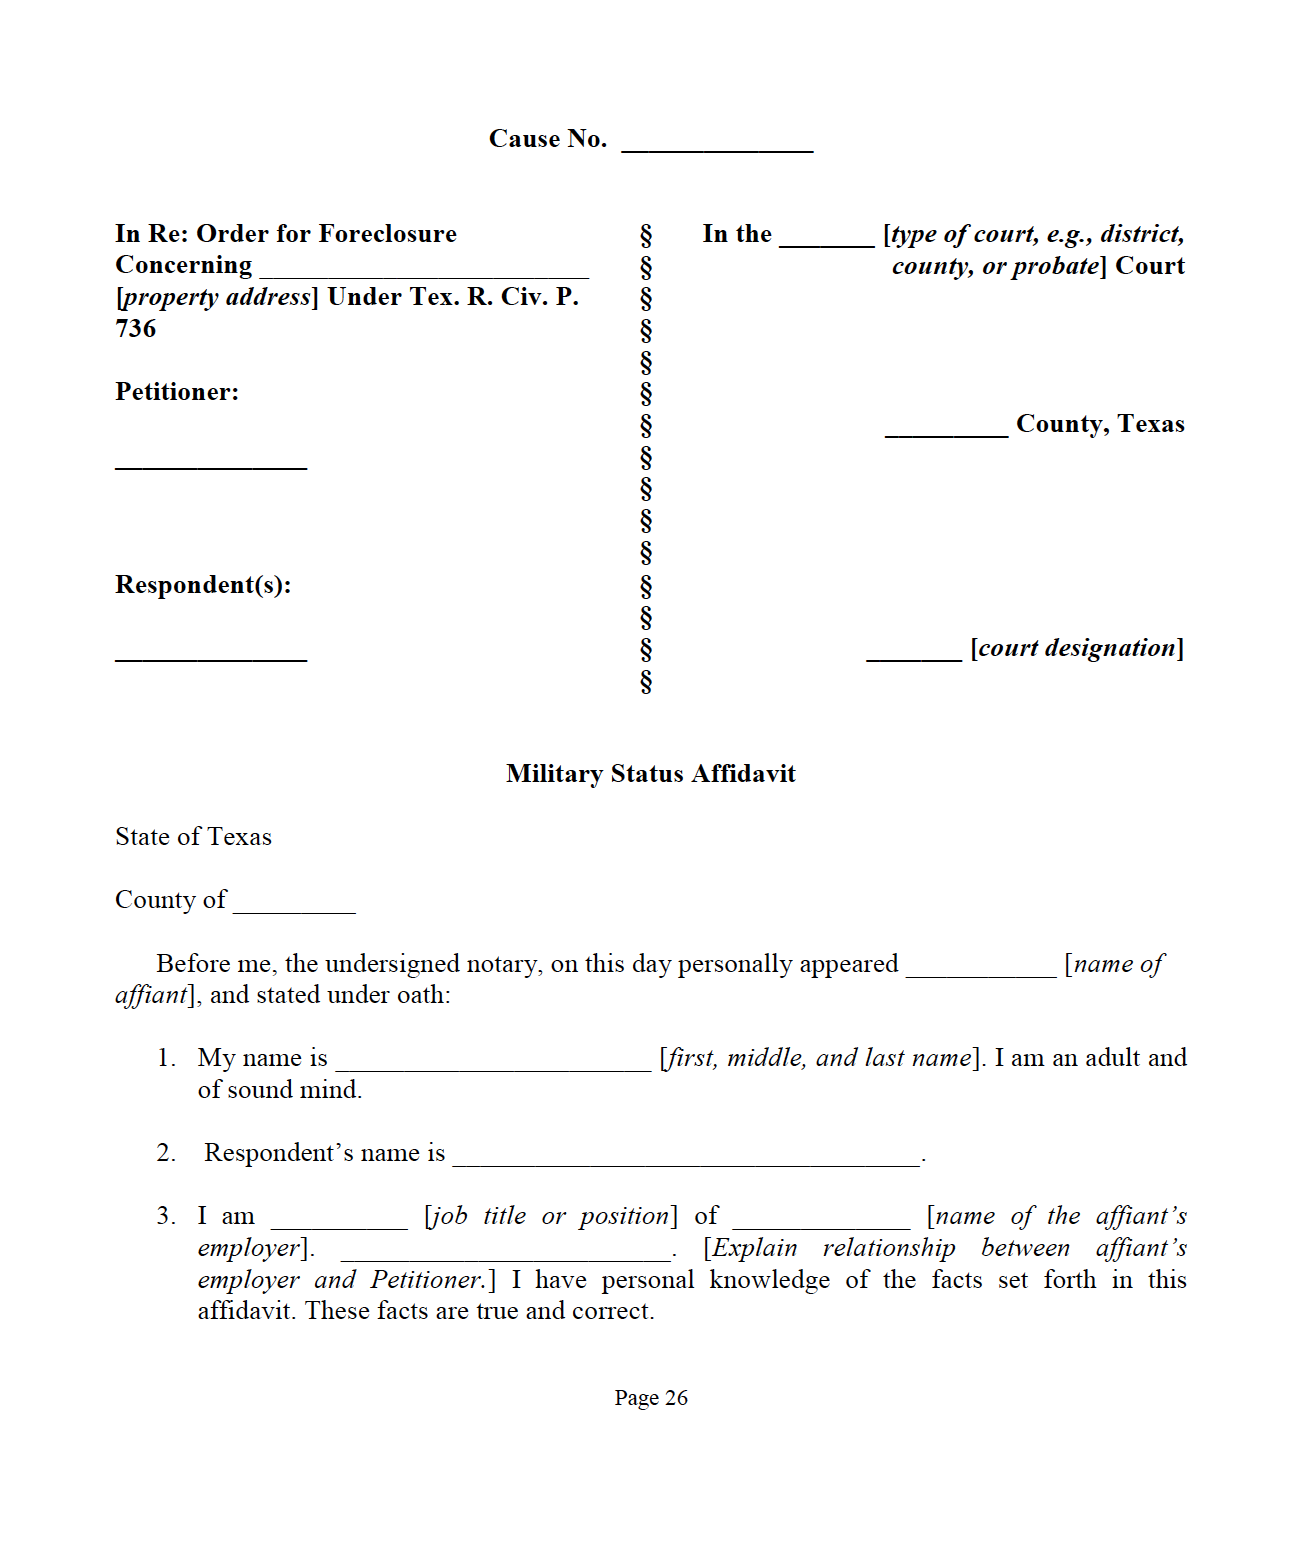 Cause No. ______________
In Re: Order for Foreclosure § In the _______ [type of court, e.g., district,
Concerning ________________________ § county, or probate] Court
[property address] Under Tex. R. Civ. P. §
736 §
§
Petitioner: §
§ _________ County, Texas
______________ §
§
§
§
Respondent(s): §
§
______________ § _______ [court designation]
§
Military Status Affidavit
State of Texas
County of _________
Before me, the undersigned notary, on this day personally appeared ___________ [name of
affiant], and stated under oath:
1. My name is _______________________ [first, middle, and last name]. I am an adult and
of sound mind.
2. Respondent’s name is __________________________________.
3. I am __________ [job title or position] of _____________ [name of the affiant’s
employer]. ________________________. [Explain relationship between affiant’s
employer and Petitioner.] I have personal knowledge of the facts set forth in this
affidavit. These facts are true and correct.
Page 26